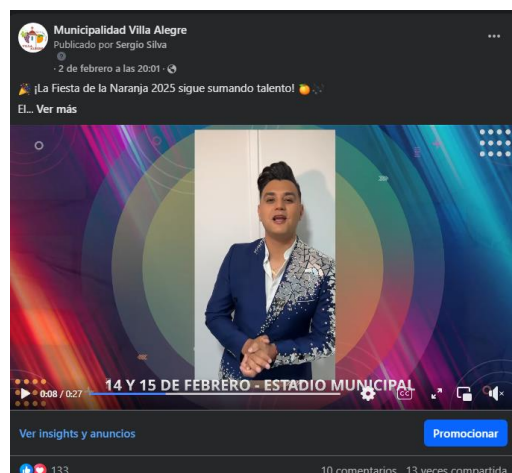 Municipalidad Villa Alegre
Publicado por Sergio Silva
· 2 de febrero a las 20:01 ·
¡La Fiesta de la Naranja 2025 sigue sumando talento!
El... Ver más
14 Y 15 DE FEBRERO - ESTADIO MUNICIPAL
0:08 / 0:27
CC
Ver insights y anuncios
Promocionar
133
10 comentarios 13 veces compartida